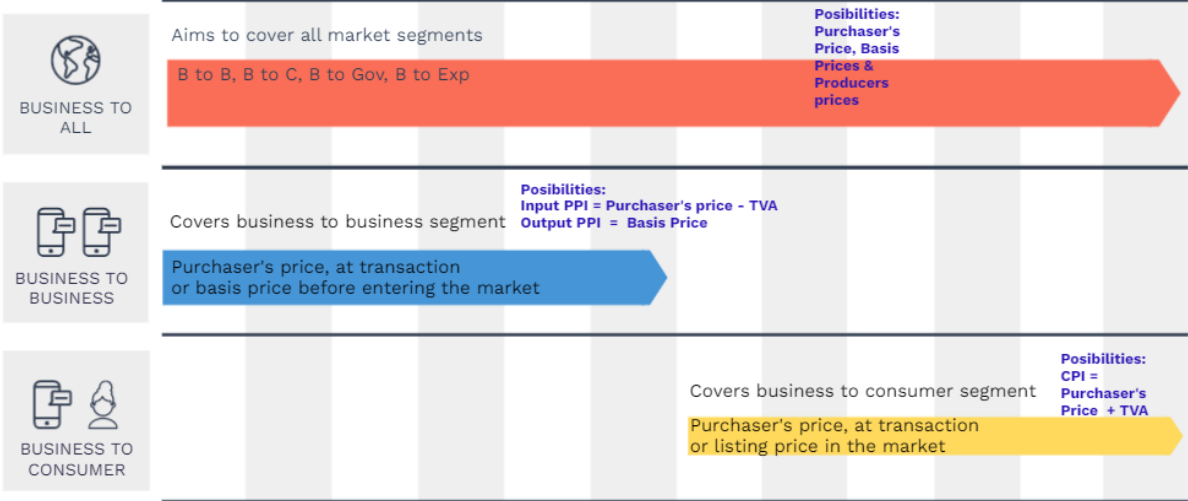 BUSINESS TO
ALL
Aims to cover all market segments
B to B, B to C, B to Gov, B to Exp
Posibilities:
Purchaser's
Price, Basis
Prices &
Producers
prices
BUSINESS TO
BUSINESS
Covers business to business segment
Posibilities:
Input PPI = Purchaser's price - TVA
Output PPI = Basis Price
Purchaser's price, at transaction
or basis price before entering the market
BUSINESS TO
CONSUMER
Covers business to consumer segment
Posibilities:
CPI =
Purchaser's
Price + TVA
Purchaser's price, at transaction
or listing price in the market